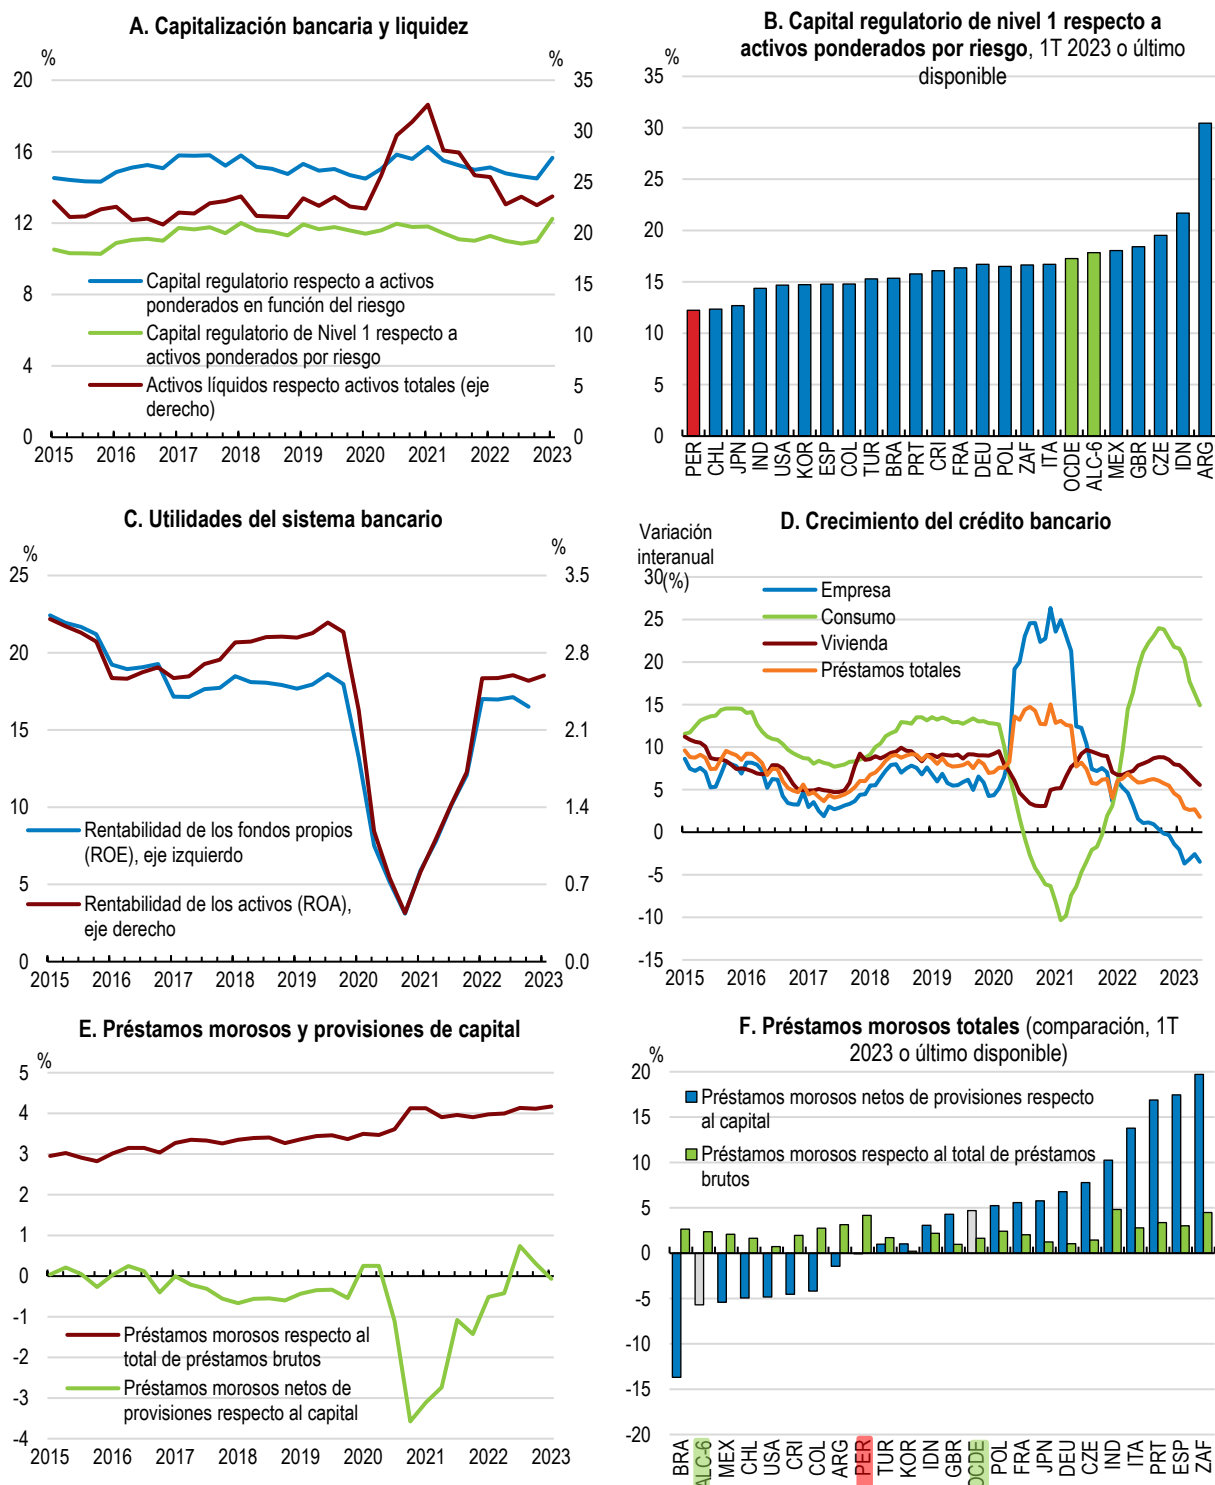 A. Capitalización bancaria y liquidez
%
%
20
16
12
8
4
0
35
30
25
20
15
10
5
0
Capital regulatorio respecto a activos
ponderados en función del riesgo
Capital regulatorio de Nivel 1 respecto a
activos ponderados por riesgo
Activos líquidos respecto activos totales (eje
derecho)
2015 2016 2017 2018 2019 2020 2021 2022 2023
B. Capital regulatorio de nivel 1 respecto a
activos ponderados por riesgo, 1T 2023 o último
disponible
%
35
30
25
20
15
10
5
0
PER CHL JPN IND USA KOR ESP COL TUR BRA PRT CRI FRA DEU POL ZAF ITA OCDE ALC-6 MEX GBR CZE IDN ARG
C. Utilidades del sistema bancario
%
%
25
20
15
10
5
0
3.5
2.8
2.1
1.4
0.7
0.0
Rentabilidad de los fondos propios
(ROE), eje izquierdo
Rentabilidad de los activos (ROA),
eje derecho
2015 2016 2017 2018 2019 2020 2021 2022 2023
D. Crecimiento del crédito bancario
Variación
interanual
(%)
30
25
20
15
10
5
0
-5
-10
-15
Empresa
Consumo
Vivienda
Préstamos totales
2015 2016 2017 2018 2019 2020 2021 2022 2023
E. Préstamos morosos y provisiones de capital
%
5
4
3
2
1
0
-1
-2
-3
-4
Préstamos morosos respecto al
total de préstamos brutos
Préstamos morosos netos de
provisiones respecto al capital
2015 2016 2017 2018 2019 2020 2021 2022 2023
F. Préstamos morosos totales (comparación, 1T
2023 o último disponible)
%
20
15
10
5
0
-5
-10
-15
-20
Préstamos morosos netos de provisiones respecto
al capital
Préstamos morosos respecto al total de préstamos
brutos
BRA ALC-6 MEX CHL USA CRI COL ARG PER TUR KOR IDN GBR OCDE POL FRA JPN DEU CZE IND ITA PRT ESP ZAF